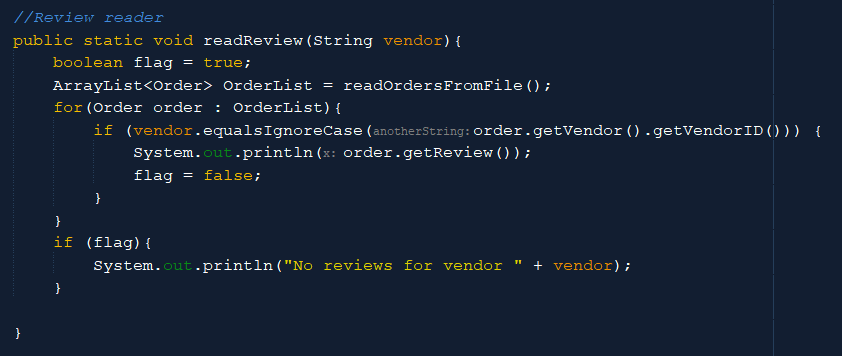 //Review reader
public static void readReview(String vendor){
    boolean flag = true;
    ArrayList<Order> OrderList = readOrdersFromFile();
    for(Order order : OrderList){
        if (vendor.equalsIgnoreCase(anotherString: order.getVendor().getVendorID())) {
            System.out.println(x: order.getReview());
            flag = false;
        }
    }
    if (flag){
        System.out.println("No reviews for vendor " + vendor);
    }
}